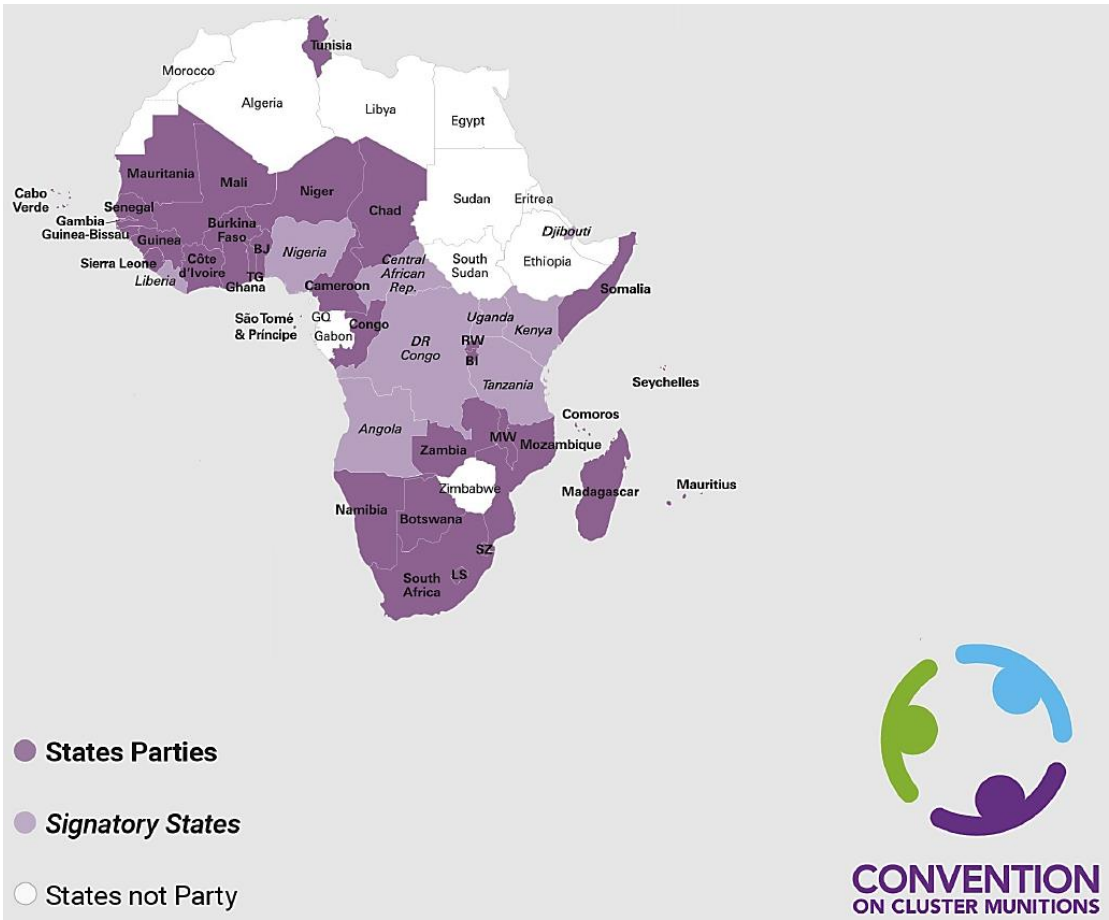 Tunisia
Morocco
Algeria
Libya
Egypt
Mauritania
Mali
Niger
Chad
Sudan
Eritrea
Cabo
Verde
Senegal
Gambia
Guinea-Bissau
Guinea
Burkina
Faso
BJ
Nigeria
Djibouti
Sierra Leone
Liberia
Côte
d'Ivoire
TG
Ghana
Cameroon
Central
African
Rep.
South
Sudan
Ethiopia
Somalia
São Tomé
& Príncipe
GQ
Gabon
Congo
DR
Congo
Uganda
Kenya
RW
BI
Tanzania
Seychelles
Comoros
Angola
Zambia
MW
Mozambique
Zimbabwe
Madagascar
Mauritius
Namibia
Botswana
SZ
LS
South
Africa
States Parties
Signatory States
States not Party
CONVENTION
ON CLUSTER MUNITIONS